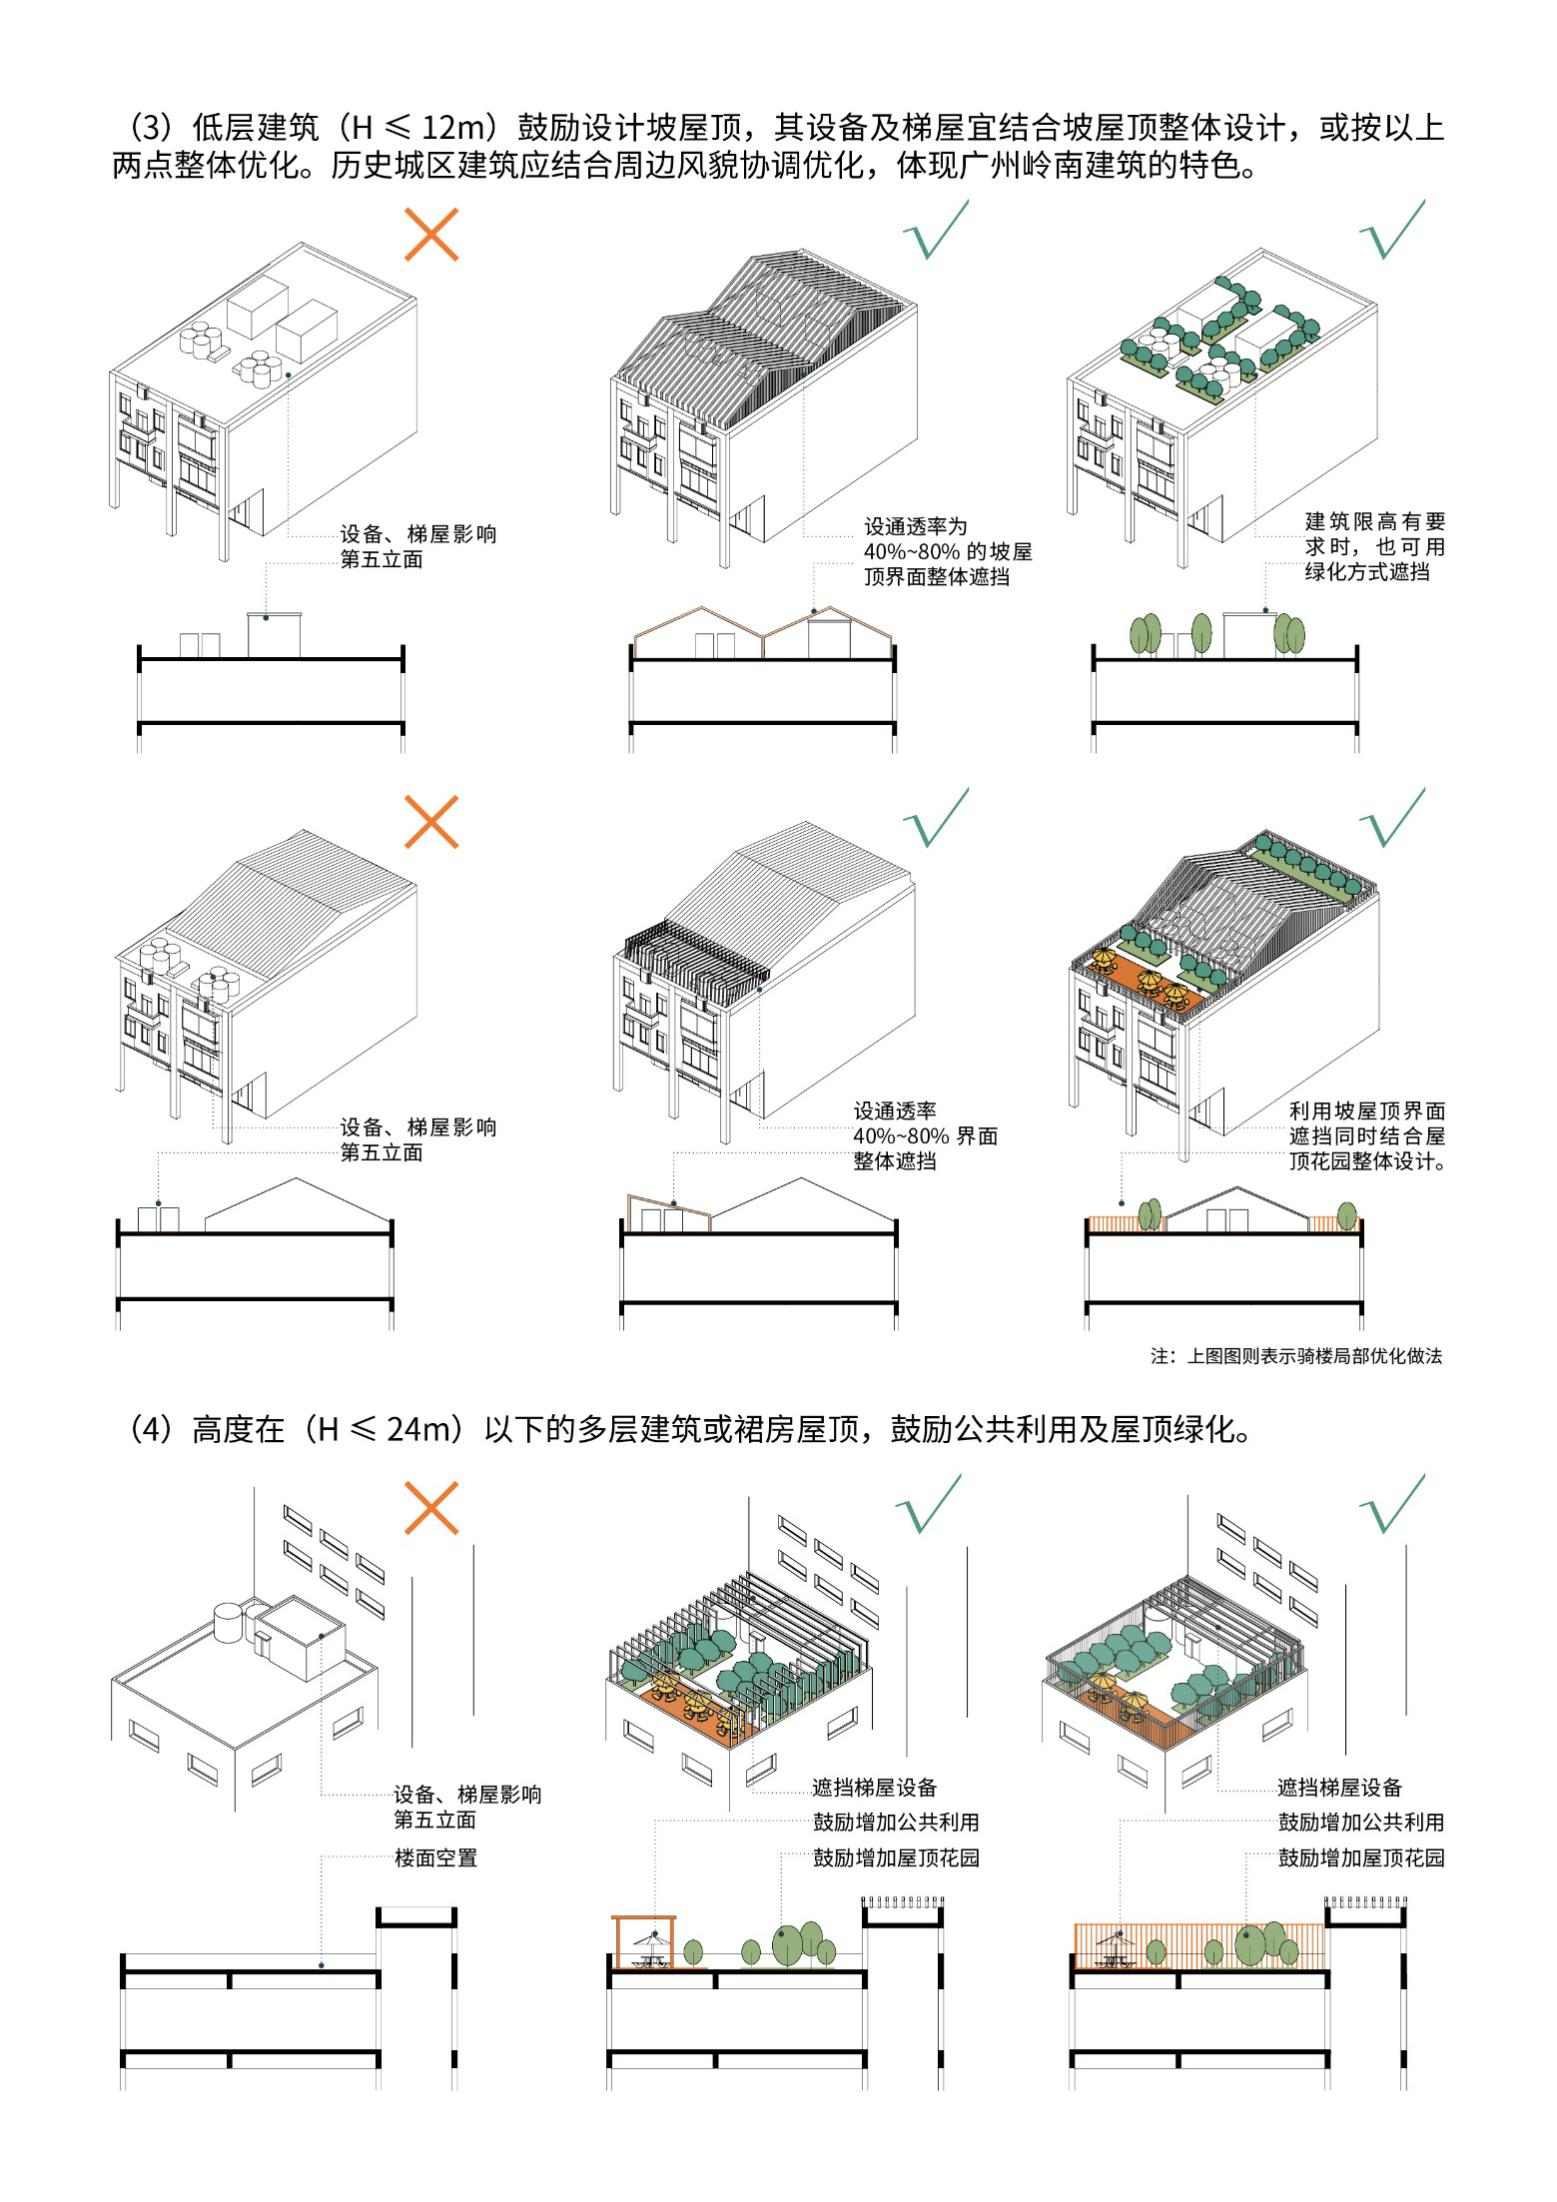 （3）低层建筑（H ≤ 12m）鼓励设计坡屋顶，其设备及梯屋宜结合坡屋顶整体设计，或按以上
两点整体优化。历史城区建筑应结合周边风貌协调优化，体现广州岭南建筑的特色。
设备、梯屋影响
第五立面
设通透率为
40%~80% 的坡屋
顶界面整体遮挡
建筑限高有要
求时，也可用
绿化方式遮挡
设备、梯屋影响
第五立面
设通透率
40%~80% 界面
整体遮挡
利用坡屋顶界面
遮挡同时结合屋
顶花园整体设计。
注：上图图则表示骑楼局部优化做法
（4）高度在（H ≤ 24m）以下的多层建筑或裙房屋顶，鼓励公共利用及屋顶绿化。
设备、梯屋影响
第五立面
楼面空置
遮挡梯屋设备
鼓励增加公共利用
鼓励增加屋顶花园
遮挡梯屋设备
鼓励增加公共利用
鼓励增加屋顶花园